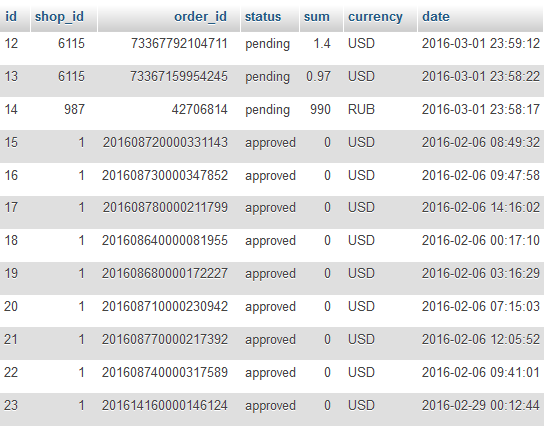 id shop_id order_id status sum currency date
12 6115 73367792104711 pending 1.4 USD 2016-03-01 23:59:12
13 6115 73367159954245 pending 0.97 USD 2016-03-01 23:58:22
14 987 42706814 pending 990 RUB 2016-03-01 23:58:17
15 1 201608720000331143 approved 0 USD 2016-02-06 08:49:32
16 1 201608730000347852 approved 0 USD 2016-02-06 09:47:58
17 1 201608780000211799 approved 0 USD 2016-02-06 14:16:02
18 1 201608640000081955 approved 0 USD 2016-02-06 00:17:10
19 1 201608680000172227 approved 0 USD 2016-02-06 03:16:29
20 1 201608710000230942 approved 0 USD 2016-02-06 07:15:03
21 1 201608770000217392 approved 0 USD 2016-02-06 12:05:52
22 1 201608740000317589 approved 0 USD 2016-02-06 09:41:01
23 1 201614160000146124 approved 0 USD 2016-02-29 00:12:44